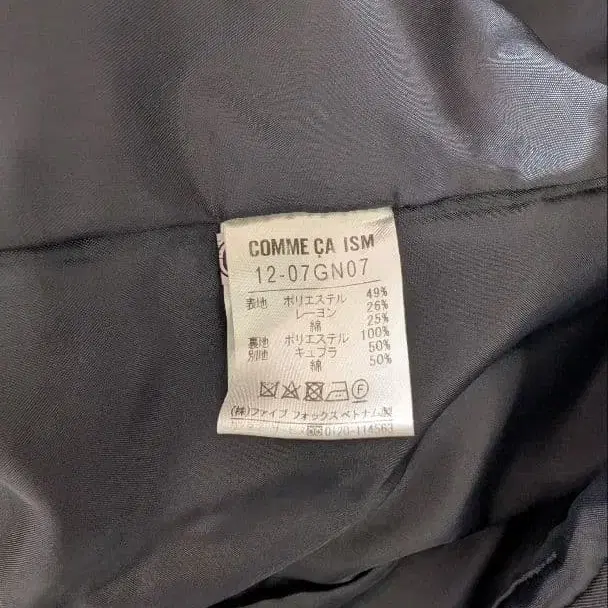 COMME ÇA ISM
12-07GN07
表地 ポリエステル 49%
レーヨン 26%
綿 25%
裏地 ポリエステル 100%
別地 キュプラ 50%
綿 50%
F
(株)ファイブ フォックス ベトナム製
0120-114563